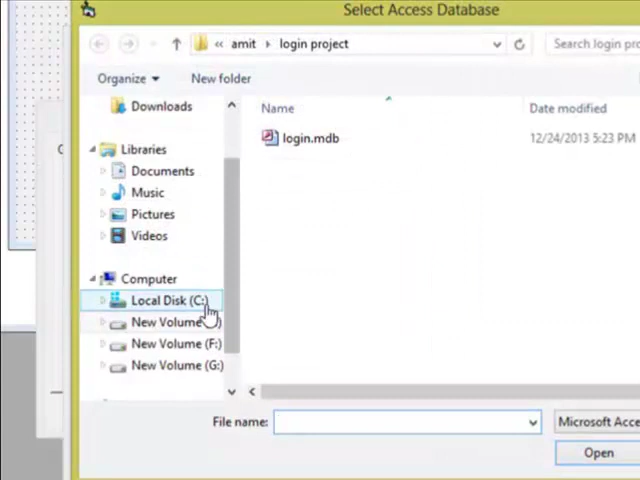 Select Access Database
« amit › login project
Search login pro
Organize
New folder
Downloads
Name
Date modified
login.mdb
12/24/2013 5:23 PM
Libraries
Documents
Music
Pictures
Videos
Computer
Local Disk (C:)
New Volume
New Volume (F:)
New Volume (G:)
File name:
Microsoft Acce
Open